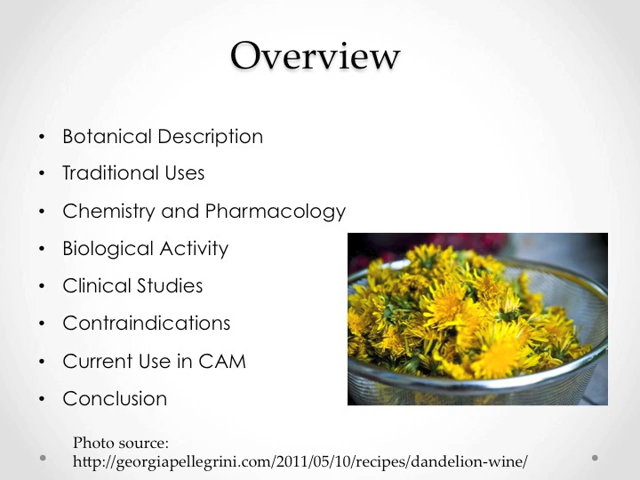 Overview
• Botanical Description
• Traditional Uses
• Chemistry and Pharmacology
• Biological Activity
• Clinical Studies
• Contraindications
• Current Use in CAM
• Conclusion
Photo source:
http://georgiapellegrini.com/2011/05/10/recipes/dandelion-wine/